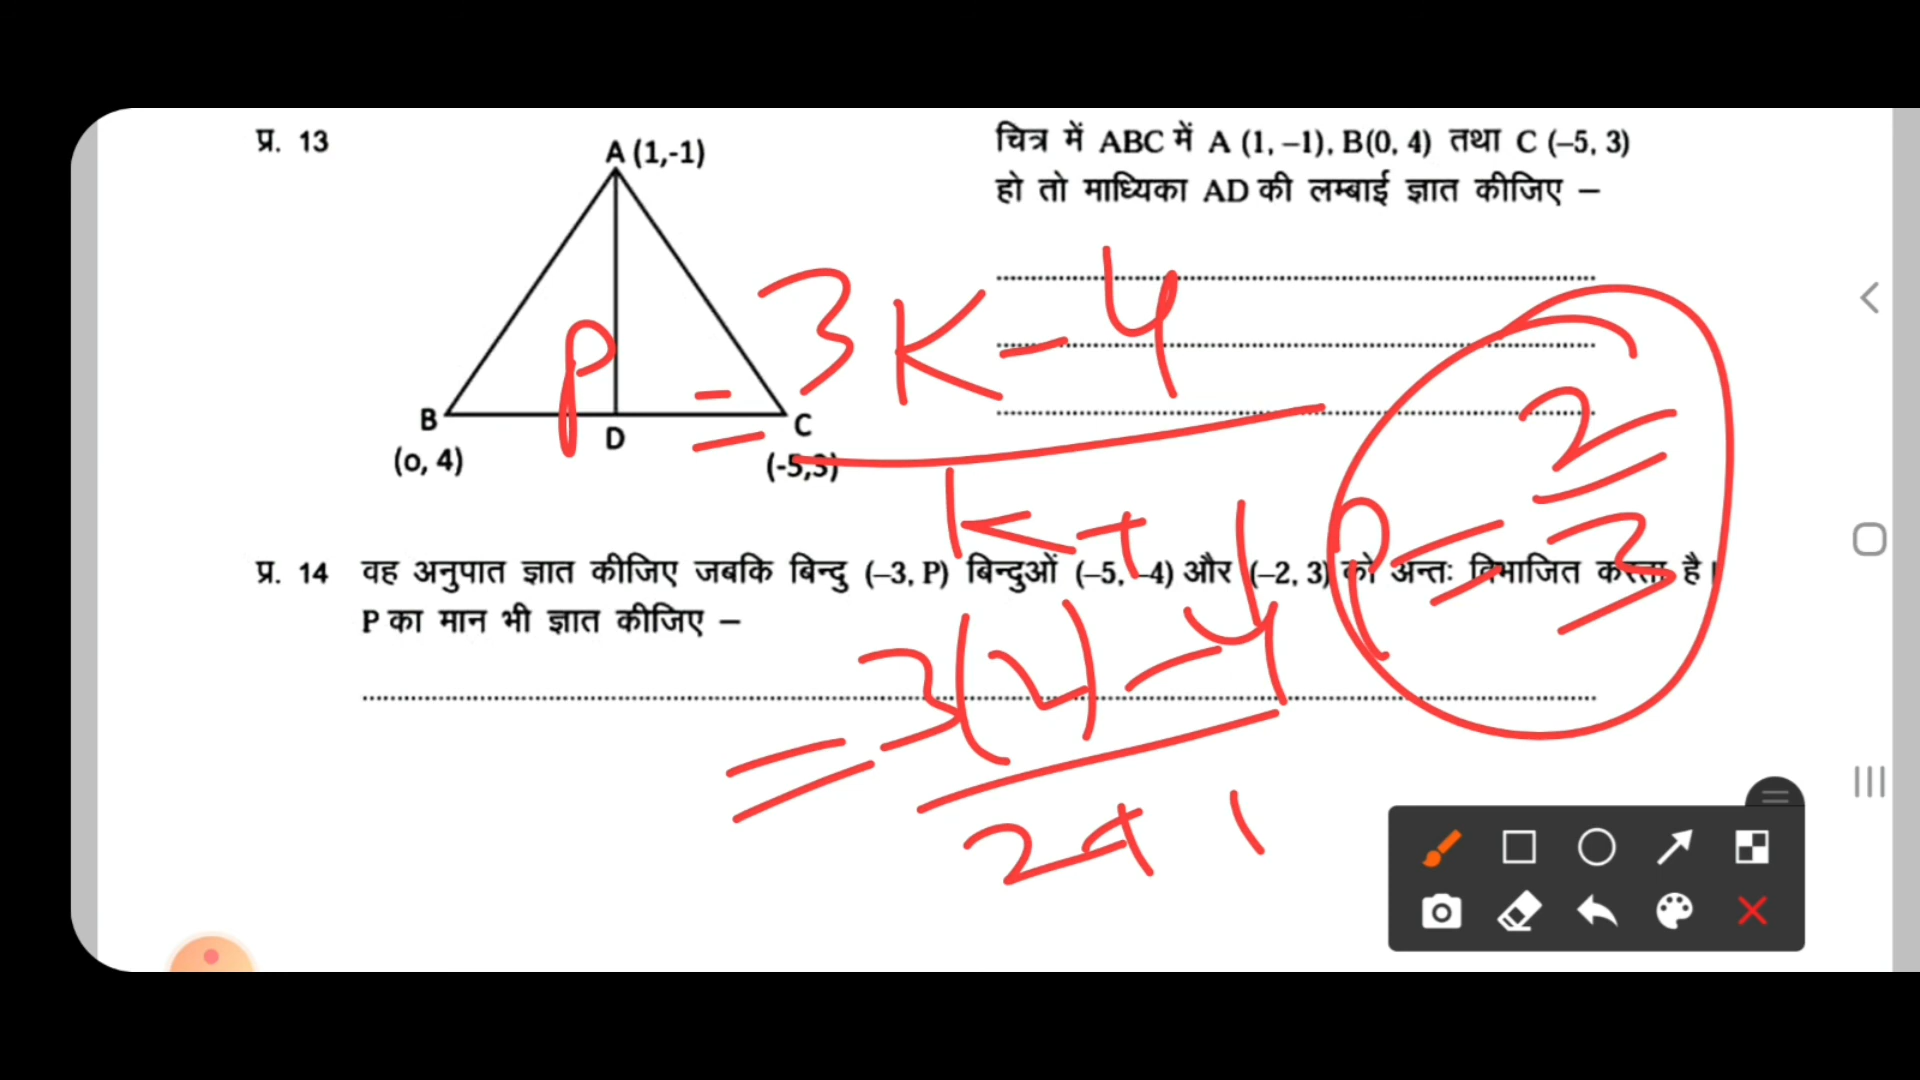 प्र. 13
A (1,-1)
B
(0, 4)
D
C
(-5,3)
चित्र में ABC में A (1, –1), B(0, 4) तथा C (–5, 3)
हो तो माध्यिका AD की लम्बाई ज्ञात कीजिए –
P = 3K-4
K+1
= 3(2)-4
2+1
P = 2
3
प्र. 14 वह अनुपात ज्ञात कीजिए जबकि बिन्दु (–3, P) बिन्दुओं (–5, –4) और (–2, 3) को अन्तः विभाजित करता है।
P का मान भी ज्ञात कीजिए –